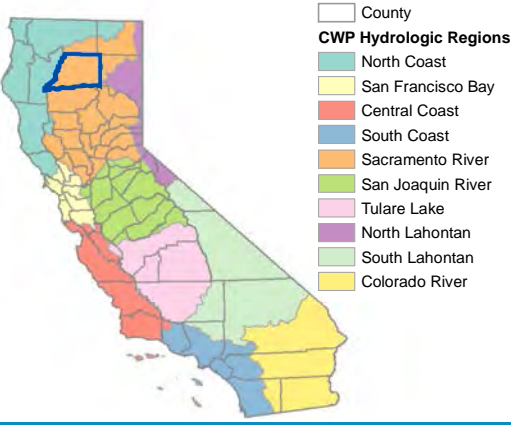 County
CWP Hydrologic Regions
North Coast
San Francisco Bay
Central Coast
South Coast
Sacramento River
San Joaquin River
Tulare Lake
North Lahontan
South Lahontan
Colorado River